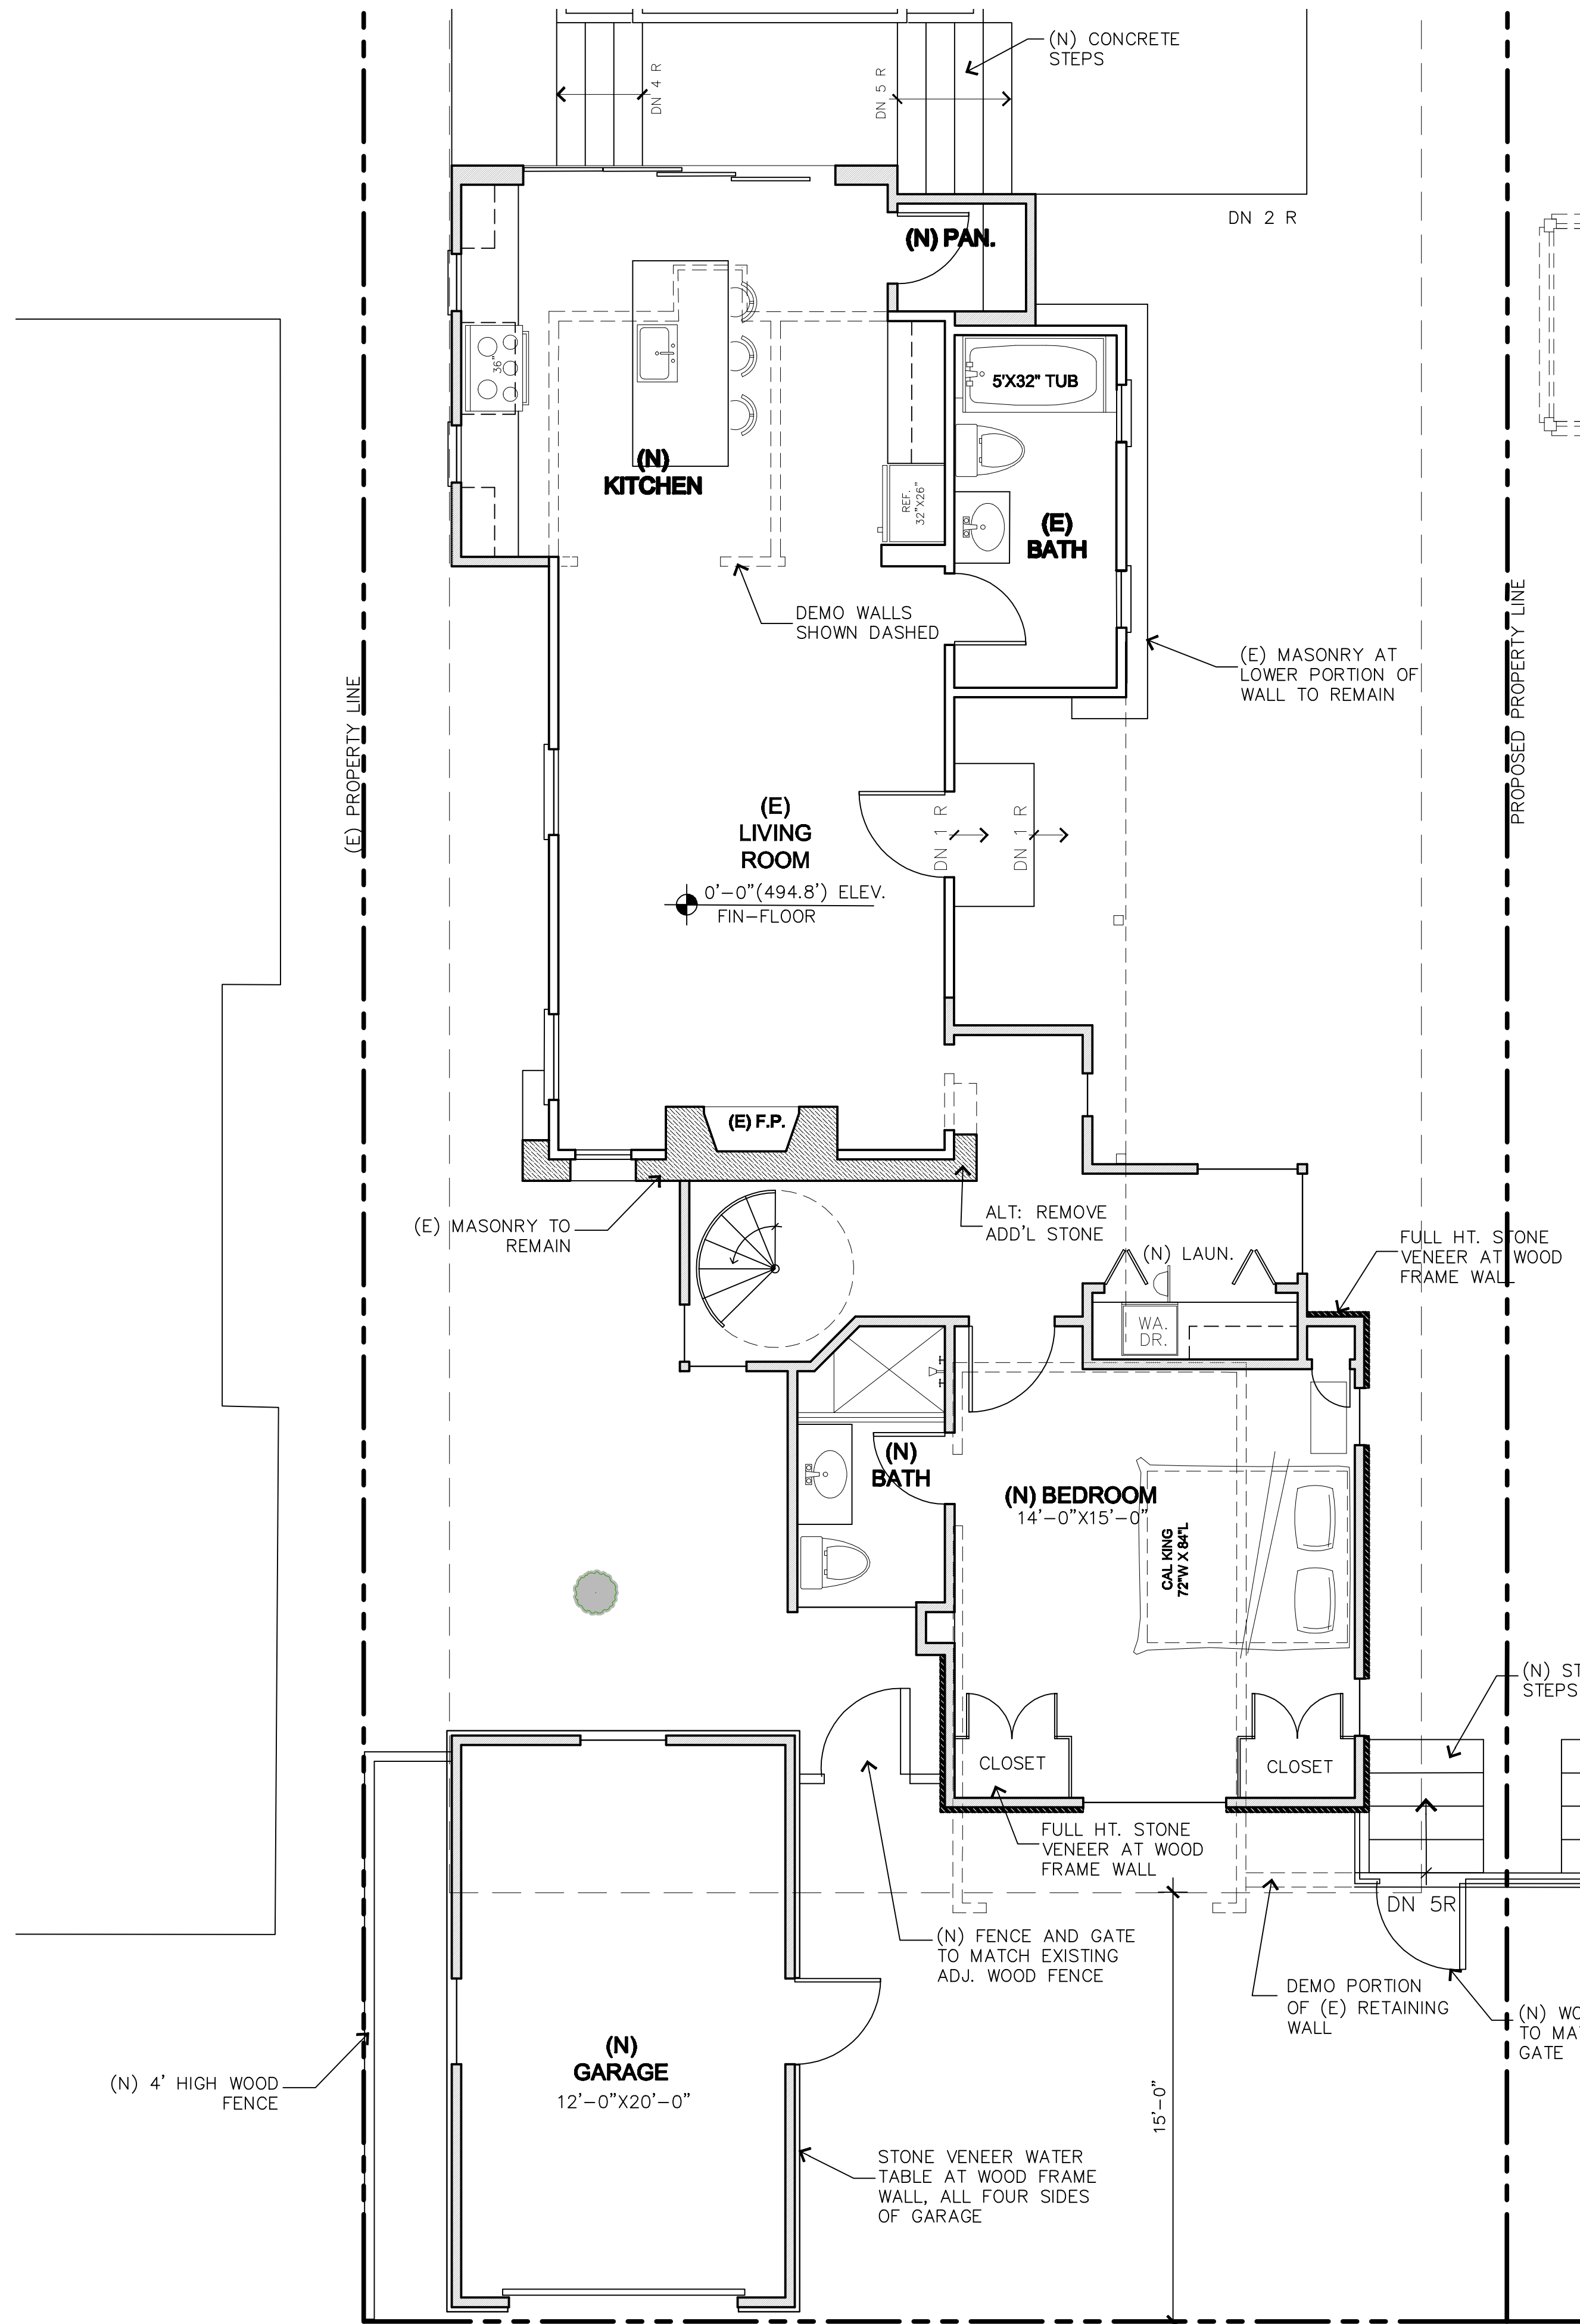 (N) CONCRETE
STEPS
DN 4 R
DN 5 R
DN 2 R
(N) PAN.
5'X32" TUB
36"
(N)
KITCHEN
REF.
32"X26"
(E)
BATH
DEMO WALLS
SHOWN DASHED
(E) MASONRY AT
LOWER PORTION OF
WALL TO REMAIN
(E) PROPERTY LINE
PROPOSED PROPERTY LINE
(E)
LIVING
ROOM
DN 1 R
DN 1 R
0'-0"(494.8') ELEV.
FIN-FLOOR
(E) F.P.
(E) MASONRY TO
REMAIN
ALT: REMOVE
ADD'L STONE
(N) LAUN.
FULL HT. STONE
VENEER AT WOOD
FRAME WALL
WA.
DR.
(N)
BATH
(N) BEDROOM
14'-0"X15'-0"
CAL KING
72"W X 84"L
(N)
STEPS
CLOSET
CLOSET
FULL HT. STONE
VENEER AT WOOD
FRAME WALL
DN 5R
(N) FENCE AND GATE
TO MATCH EXISTING
ADJ. WOOD FENCE
DEMO PORTION
OF (E) RETAINING
WALL
(N)
TO
GATE
(N)
GARAGE
12'-0"X20'-0"
(N) 4' HIGH WOOD
FENCE
15'-0"
STONE VENEER WATER
TABLE AT WOOD FRAME
WALL, ALL FOUR SIDES
OF GARAGE